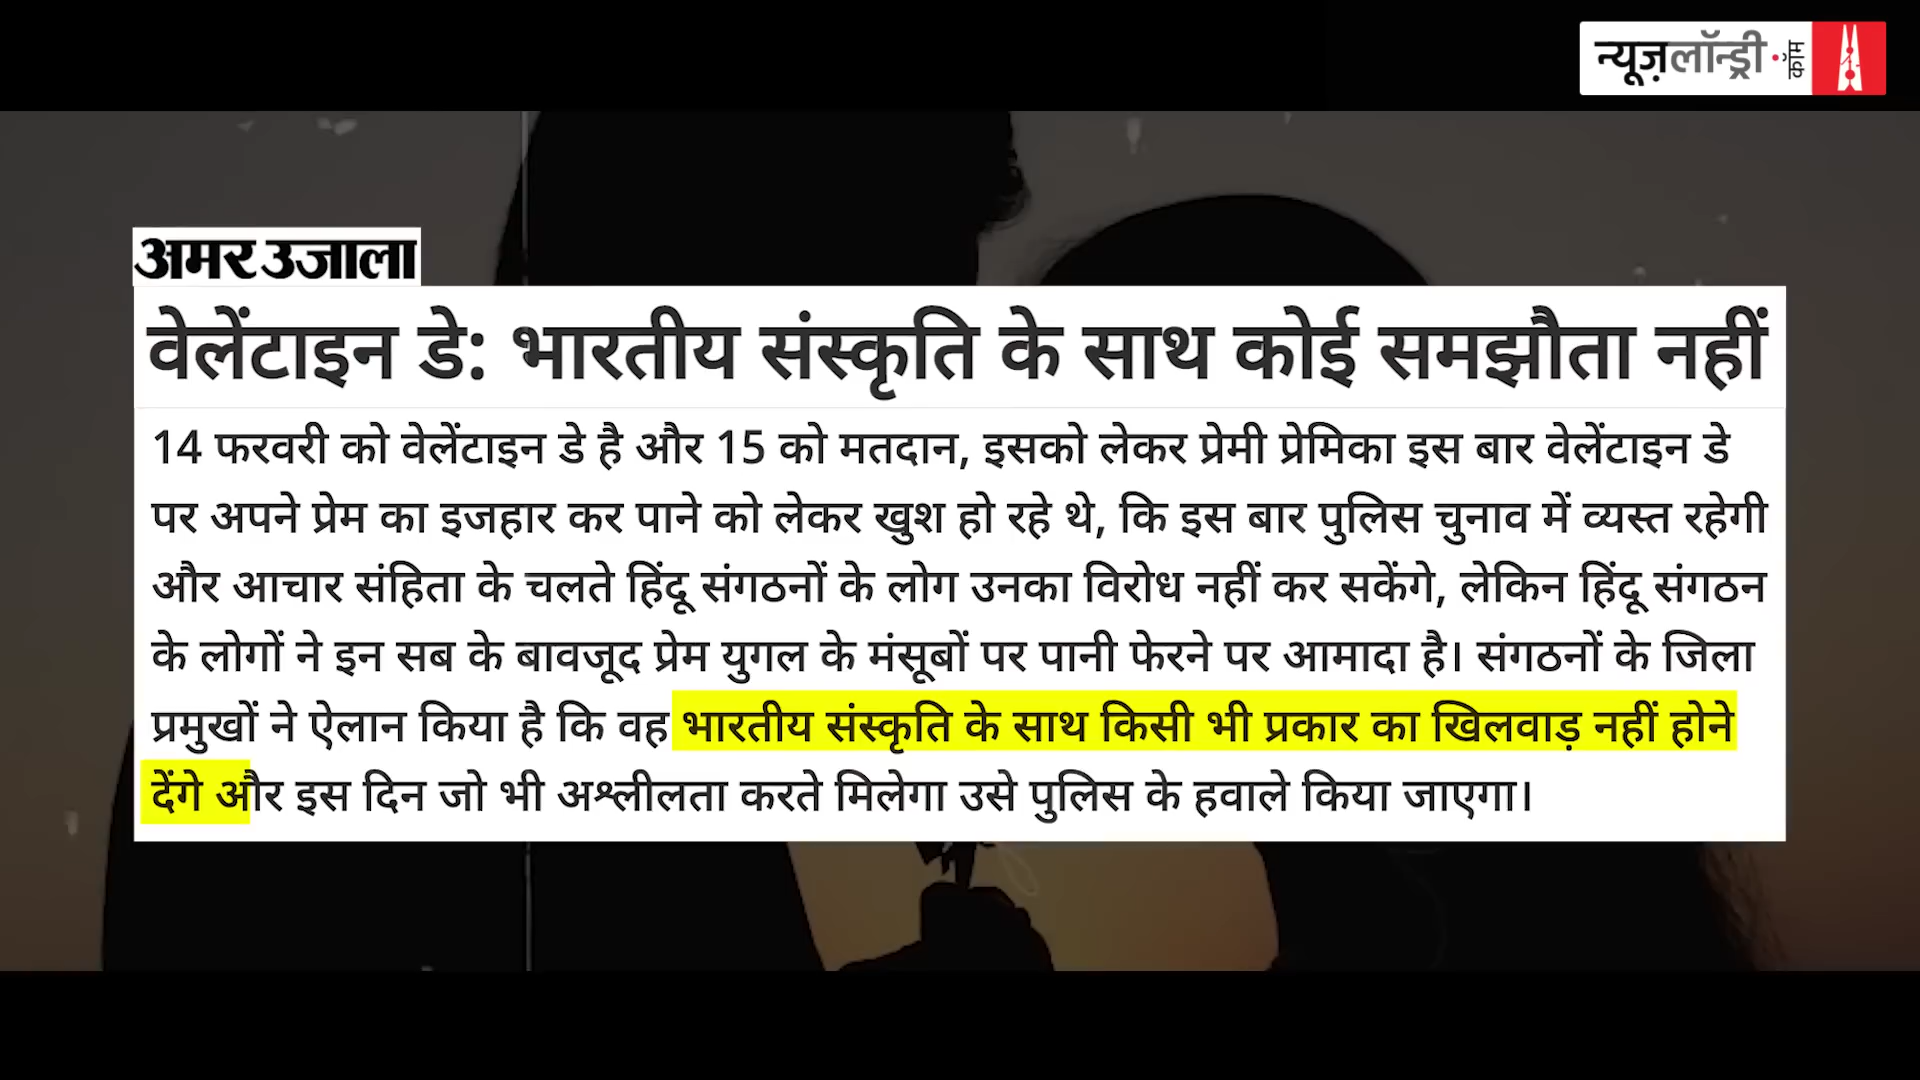 न्यूज़लॉन्ड्री.कॉम
अमर उजाला
वेलेंटाइन डे: भारतीय संस्कृति के साथ कोई समझौता नहीं
14 फरवरी को वेलेंटाइन डे है और 15 को मतदान, इसको लेकर प्रेमी प्रेमिका इस बार वेलेंटाइन डे
पर अपने प्रेम का इजहार कर पाने को लेकर खुश हो रहे थे, कि इस बार पुलिस चुनाव में व्यस्त रहेगी
और आचार संहिता के चलते हिंदू संगठनों के लोग उनका विरोध नहीं कर सकेंगे, लेकिन हिंदू संगठन
के लोगों ने इन सब के बावजूद प्रेम युगल के मंसूबों पर पानी फेरने पर आमादा है। संगठनों के जिला
प्रमुखों ने ऐलान किया है कि वह भारतीय संस्कृति के साथ किसी भी प्रकार का खिलवाड़ नहीं होने
देंगे और इस दिन जो भी अश्लीलता करते मिलेगा उसे पुलिस के हवाले किया जाएगा।